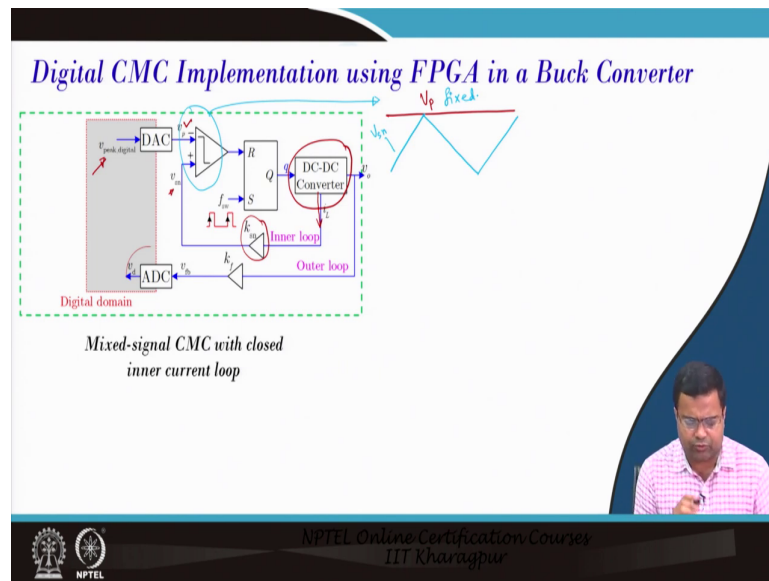 Digital CMC Implementation using FPGA in a Buck Converter
Vp fixed.
Vsn
v_peak,digital
DAC
v_p
−
+
v_sn
R
Q
S
f_sw
q
DC-DC
Converter
v_o
i_L
k_sn
Inner loop
k_f
Outer loop
v_fb
ADC
v_d
Digital domain
Mixed-signal CMC with closed
inner current loop
NPTEL
NPTEL Online Certification Courses
IIT Kharagpur